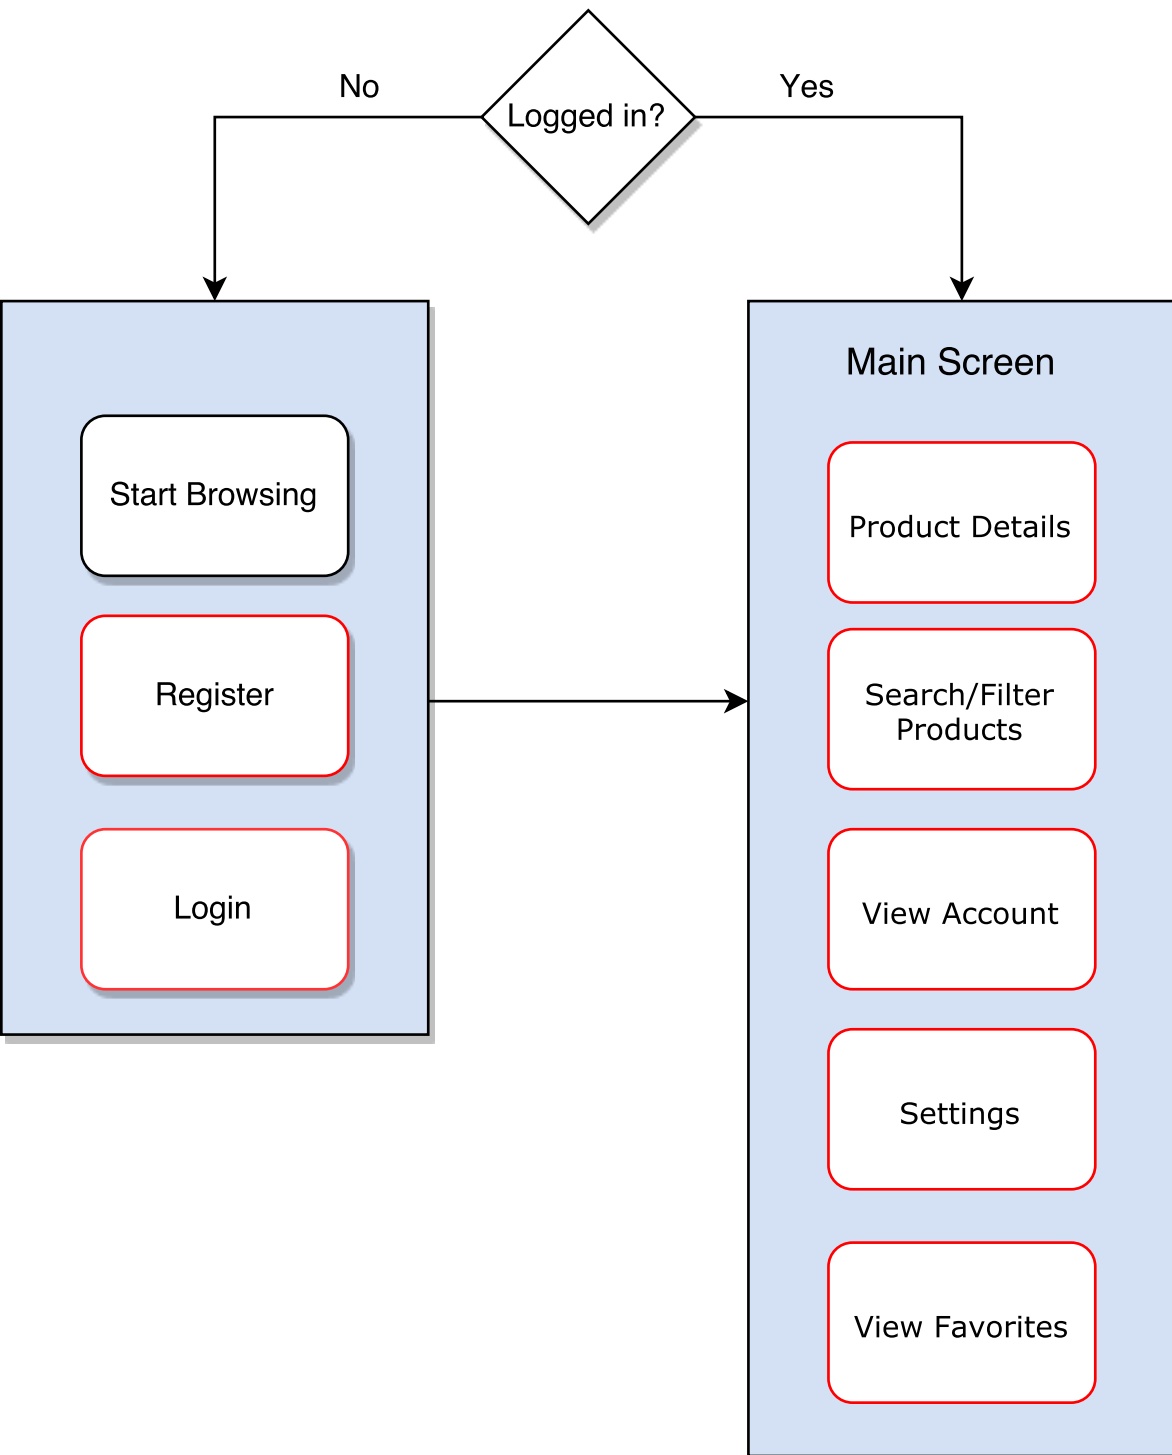 No
Logged in?
Yes
Start Browsing
Register
Login
Main Screen
Product Details
Search/Filter
Products
View Account
Settings
View Favorites